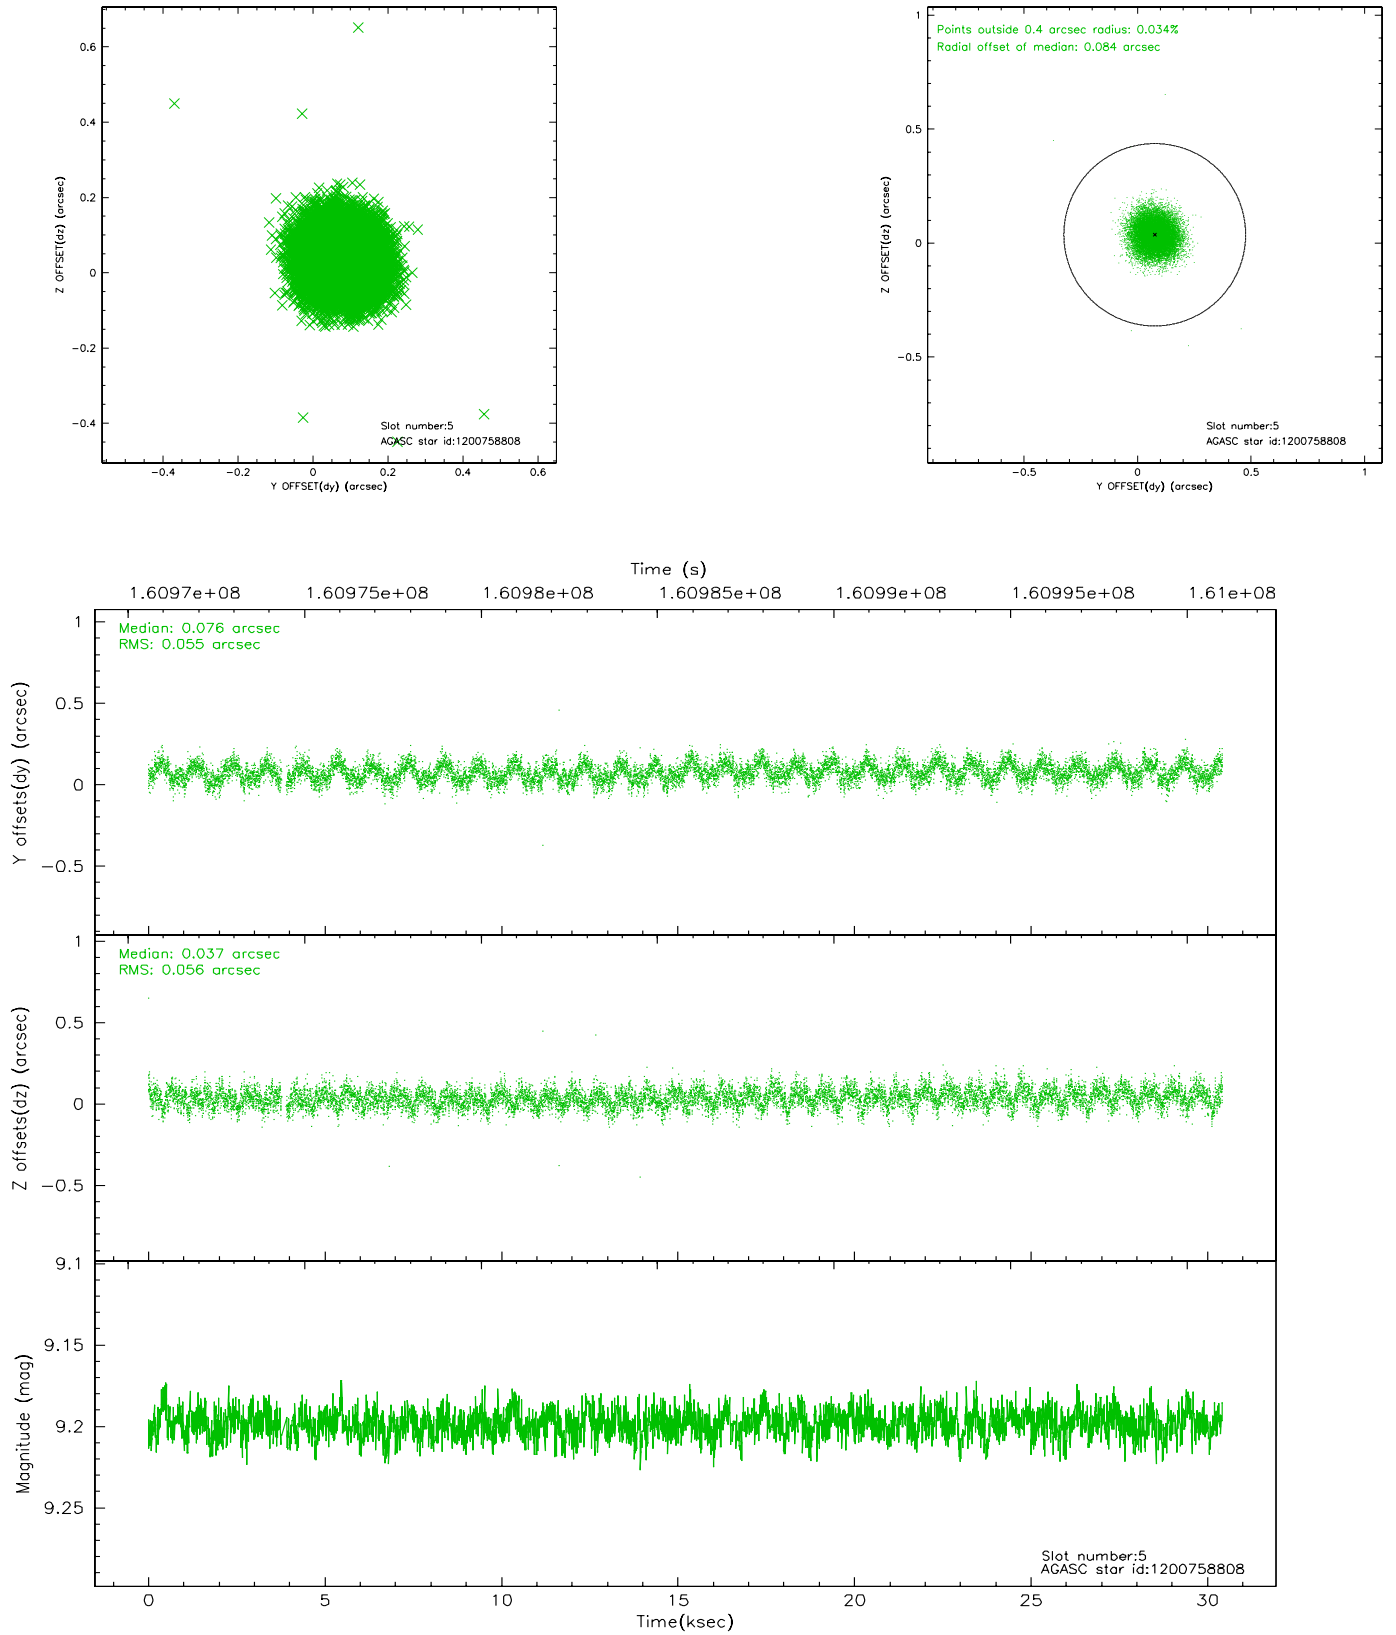 0.6
0.4
0.2
0
−0.2
−0.4
Z OFFSET(dz) (arcsec)
Slot number:5
AGASC star id:1200758808
−0.4 −0.2 0 0.2 0.4 0.6
Y OFFSET(dy) (arcsec)
Points outside 0.4 arcsec radius: 0.034%
Radial offset of median: 0.084 arcsec
1
0.5
0
−0.5
Z OFFSET(dz) (arcsec)
Slot number:5
AGASC star id:1200758808
−0.5 0 0.5 1
Y OFFSET(dy) (arcsec)
Time (s)
1.6097e+08 1.60975e+08 1.6098e+08 1.60985e+08 1.6099e+08 1.60995e+08 1.61e+08
Median: 0.076 arcsec
RMS: 0.055 arcsec
1
0.5
0
−0.5
Y offsets(dy) (arcsec)
Median: 0.037 arcsec
RMS: 0.056 arcsec
1
0.5
0
−0.5
Z offsets(dz) (arcsec)
9.1
9.15
9.2
9.25
Magnitude (mag)
Slot number:5
AGASC star id:1200758808
0 5 10 15 20 25 30
Time(ksec)